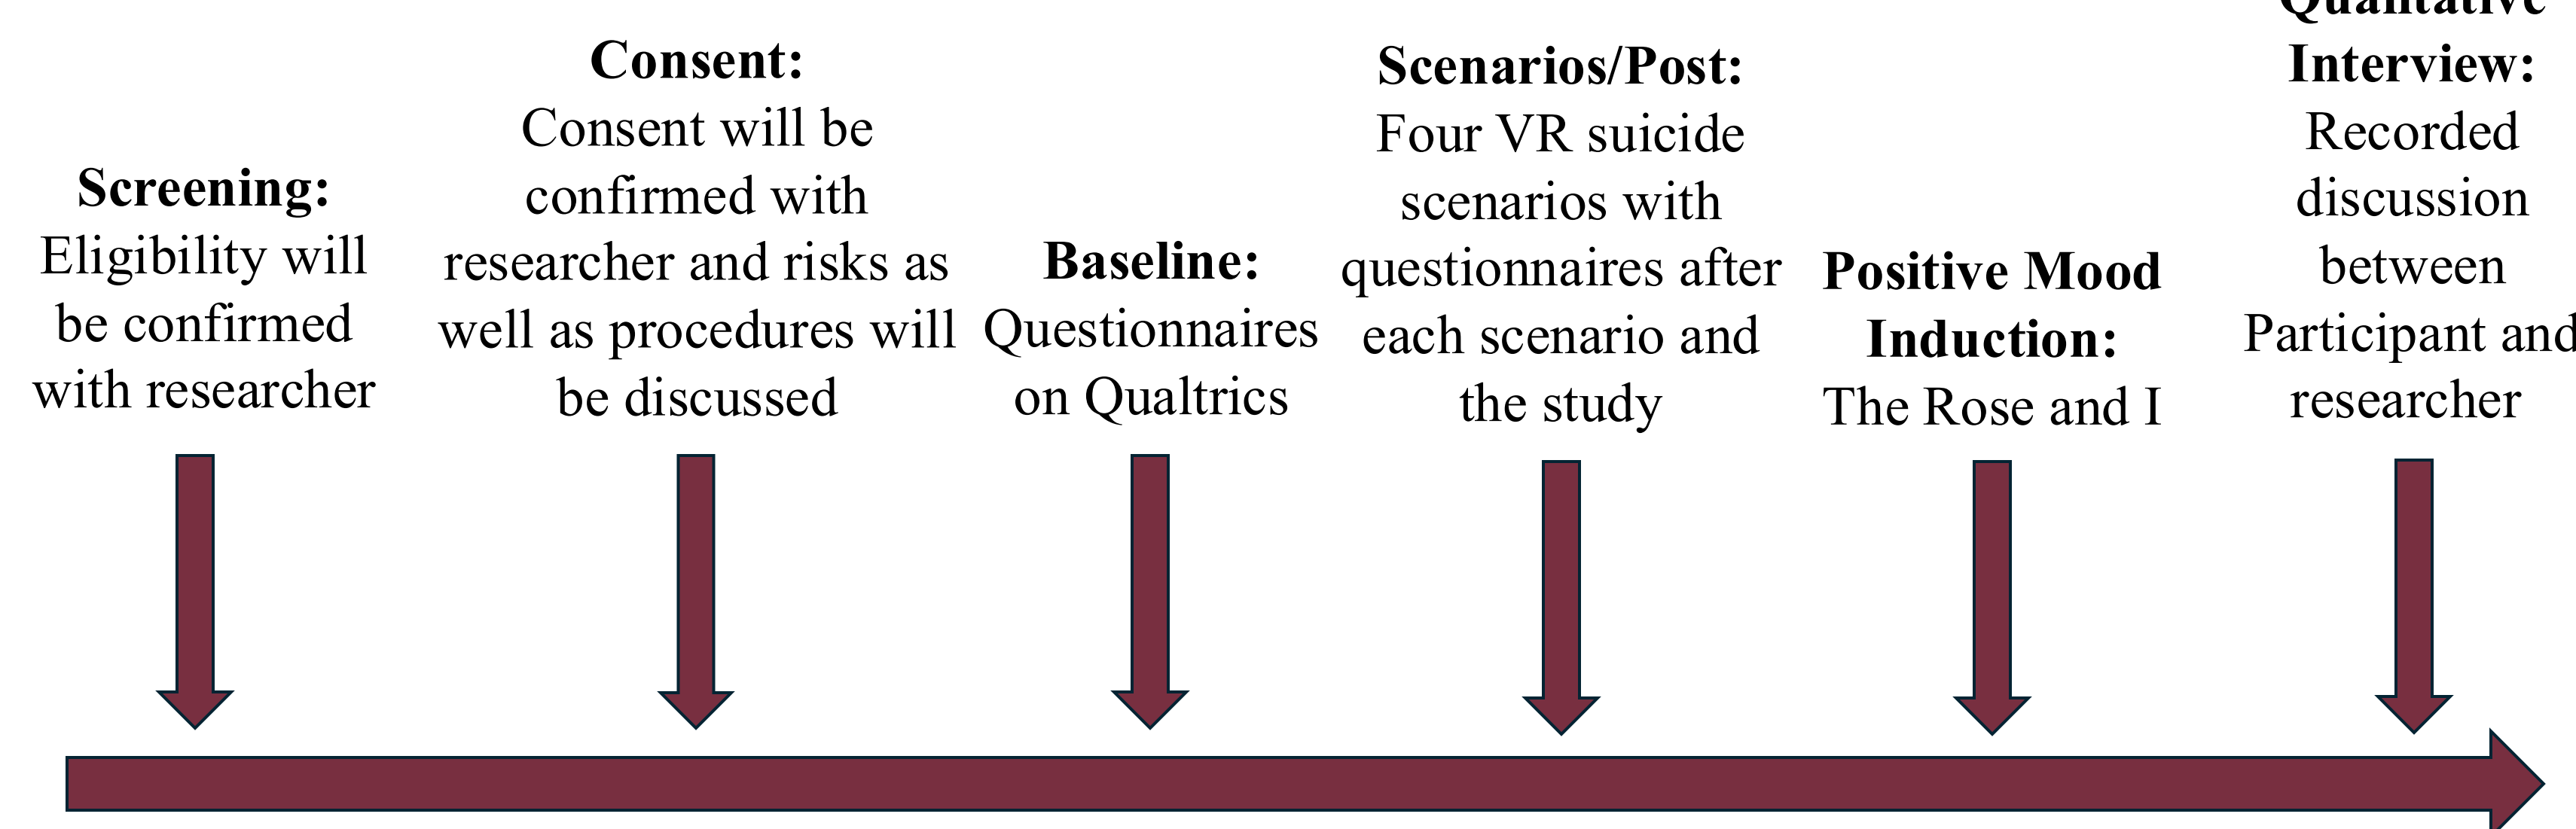 Screening:
Eligibility will
be confirmed
with researcher
Consent:
Consent will be
confirmed with
researcher and risks as
well as procedures will
be discussed
Baseline:
Questionnaires
on Qualtrics
Scenarios/Post:
Four VR suicide
scenarios with
questionnaires after
each scenario and
the study
Positive Mood
Induction:
The Rose and I
Interview:
Recorded
discussion
between
Participant and
researcher